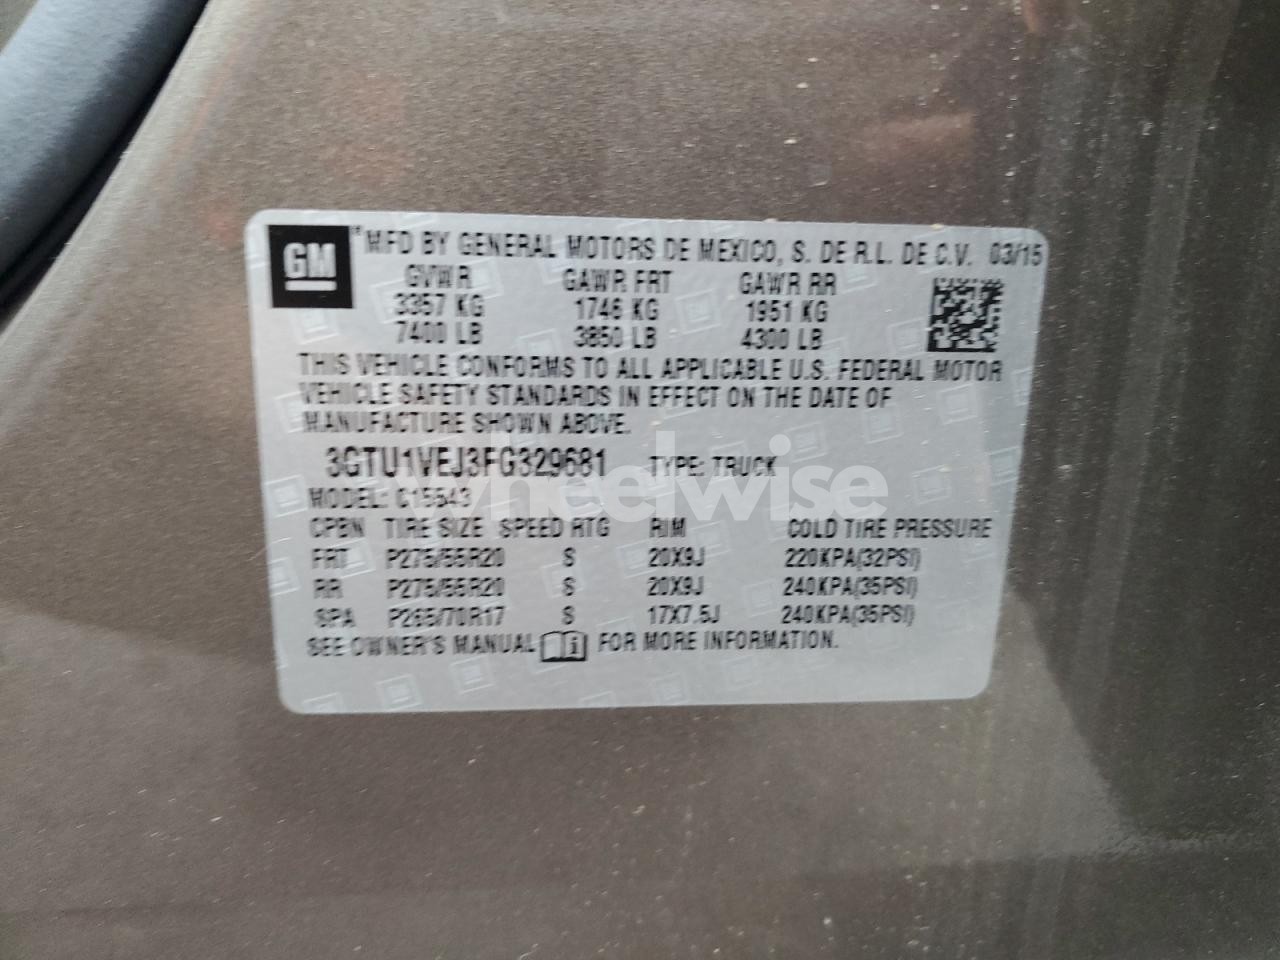 GM
MFD BY GENERAL MOTORS DE MEXICO, S. DE R.L. DE C.V. 03/15
GVWR GAWR FRT GAWR RR
3357 KG 1746 KG 1951 KG
7400 LB 3850 LB 4300 LB
THIS VEHICLE CONFORMS TO ALL APPLICABLE U.S. FEDERAL MOTOR
VEHICLE SAFETY STANDARDS IN EFFECT ON THE DATE OF
MANUFACTURE SHOWN ABOVE.
3GTU1VEJ3FG329681 TYPE: TRUCK
MODEL: C15543
CPBN TIRE SIZE SPEED RTG RIM COLD TIRE PRESSURE
FRT P275/55R20 S 20X9J 220KPA(32PSI)
RR P275/55R20 S 20X9J 240KPA(35PSI)
SPA P265/70R17 S 17X7.5J 240KPA(35PSI)
SEE OWNER'S MANUAL FOR MORE INFORMATION.
wheelwise